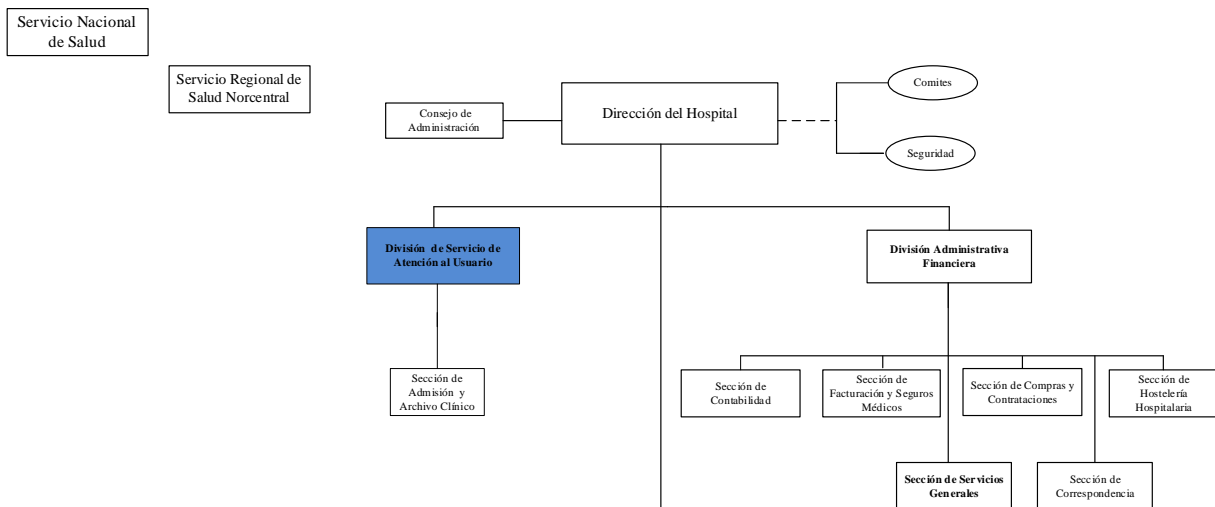 Servicio Nacional
de Salud
Servicio Regional de
Salud Norcentral
Consejo de
Administración
Dirección del Hospital
Comites
Seguridad
División de Servicio de
Atención al Usuario
División Administrativa
Financiera
Sección de
Admisión y
Archivo Clínico
Sección de
Contabilidad
Sección de
Facturación y Seguros
Médicos
Sección de Compras y
Contrataciones
Sección de
Hostelería
Hospitalaria
Sección de Servicios
Generales
Sección de
Correspondencia